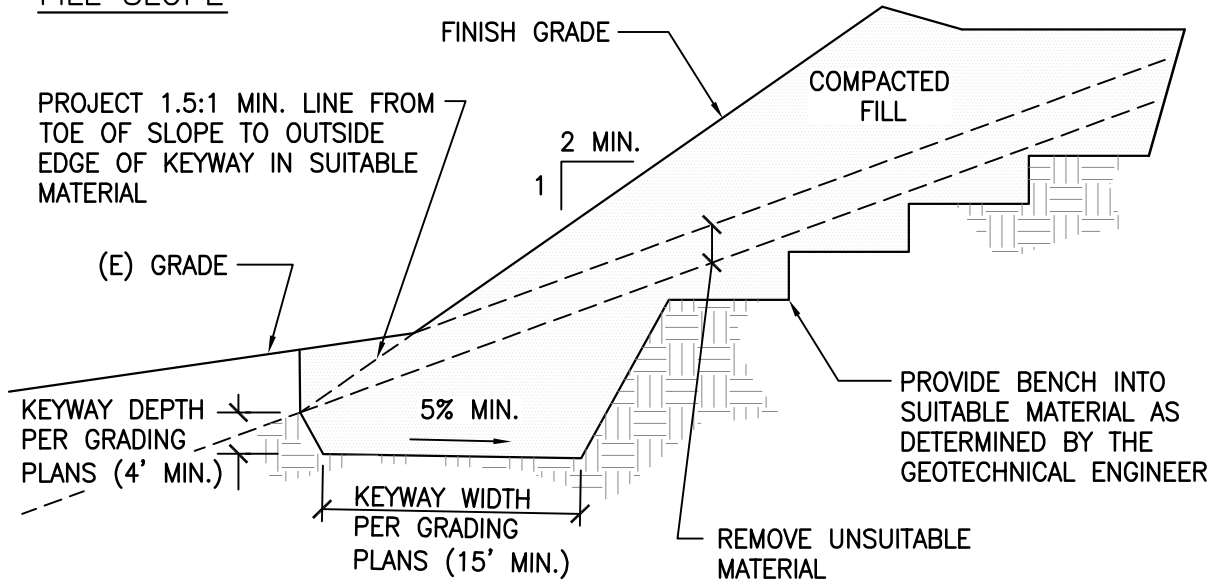 FINISH GRADE
COMPACTED
FILL
PROJECT 1.5:1 MIN. LINE FROM
TOE OF SLOPE TO OUTSIDE
EDGE OF KEYWAY IN SUITABLE
MATERIAL
2 MIN.
1
(E) GRADE
KEYWAY DEPTH
PER GRADING
PLANS (4' MIN.)
5% MIN.
KEYWAY WIDTH
PER GRADING
PLANS (15' MIN.)
PROVIDE BENCH INTO
SUITABLE MATERIAL AS
DETERMINED BY THE
GEOTECHNICAL ENGINEER
REMOVE UNSUITABLE
MATERIAL